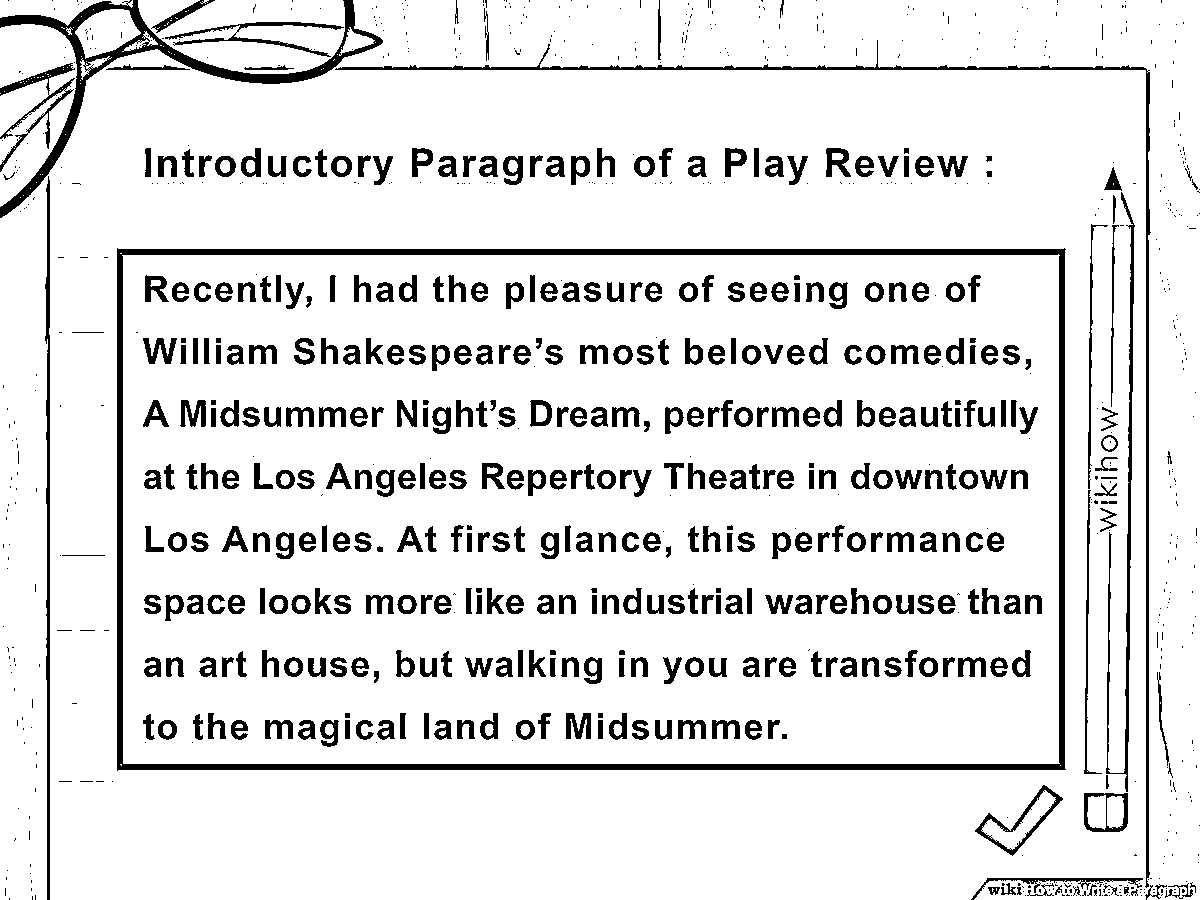 Introductory Paragraph of a Play Review :
Recently, I had the pleasure of seeing one of
William Shakespeare’s most beloved comedies,
A Midsummer Night’s Dream, performed beautifully
at the Los Angeles Repertory Theatre in downtown
Los Angeles. At first glance, this performance
space looks more like an industrial warehouse than
an art house, but walking in you are transformed
to the magical land of Midsummer.
wikihow
wiki How to Write a Paragraph